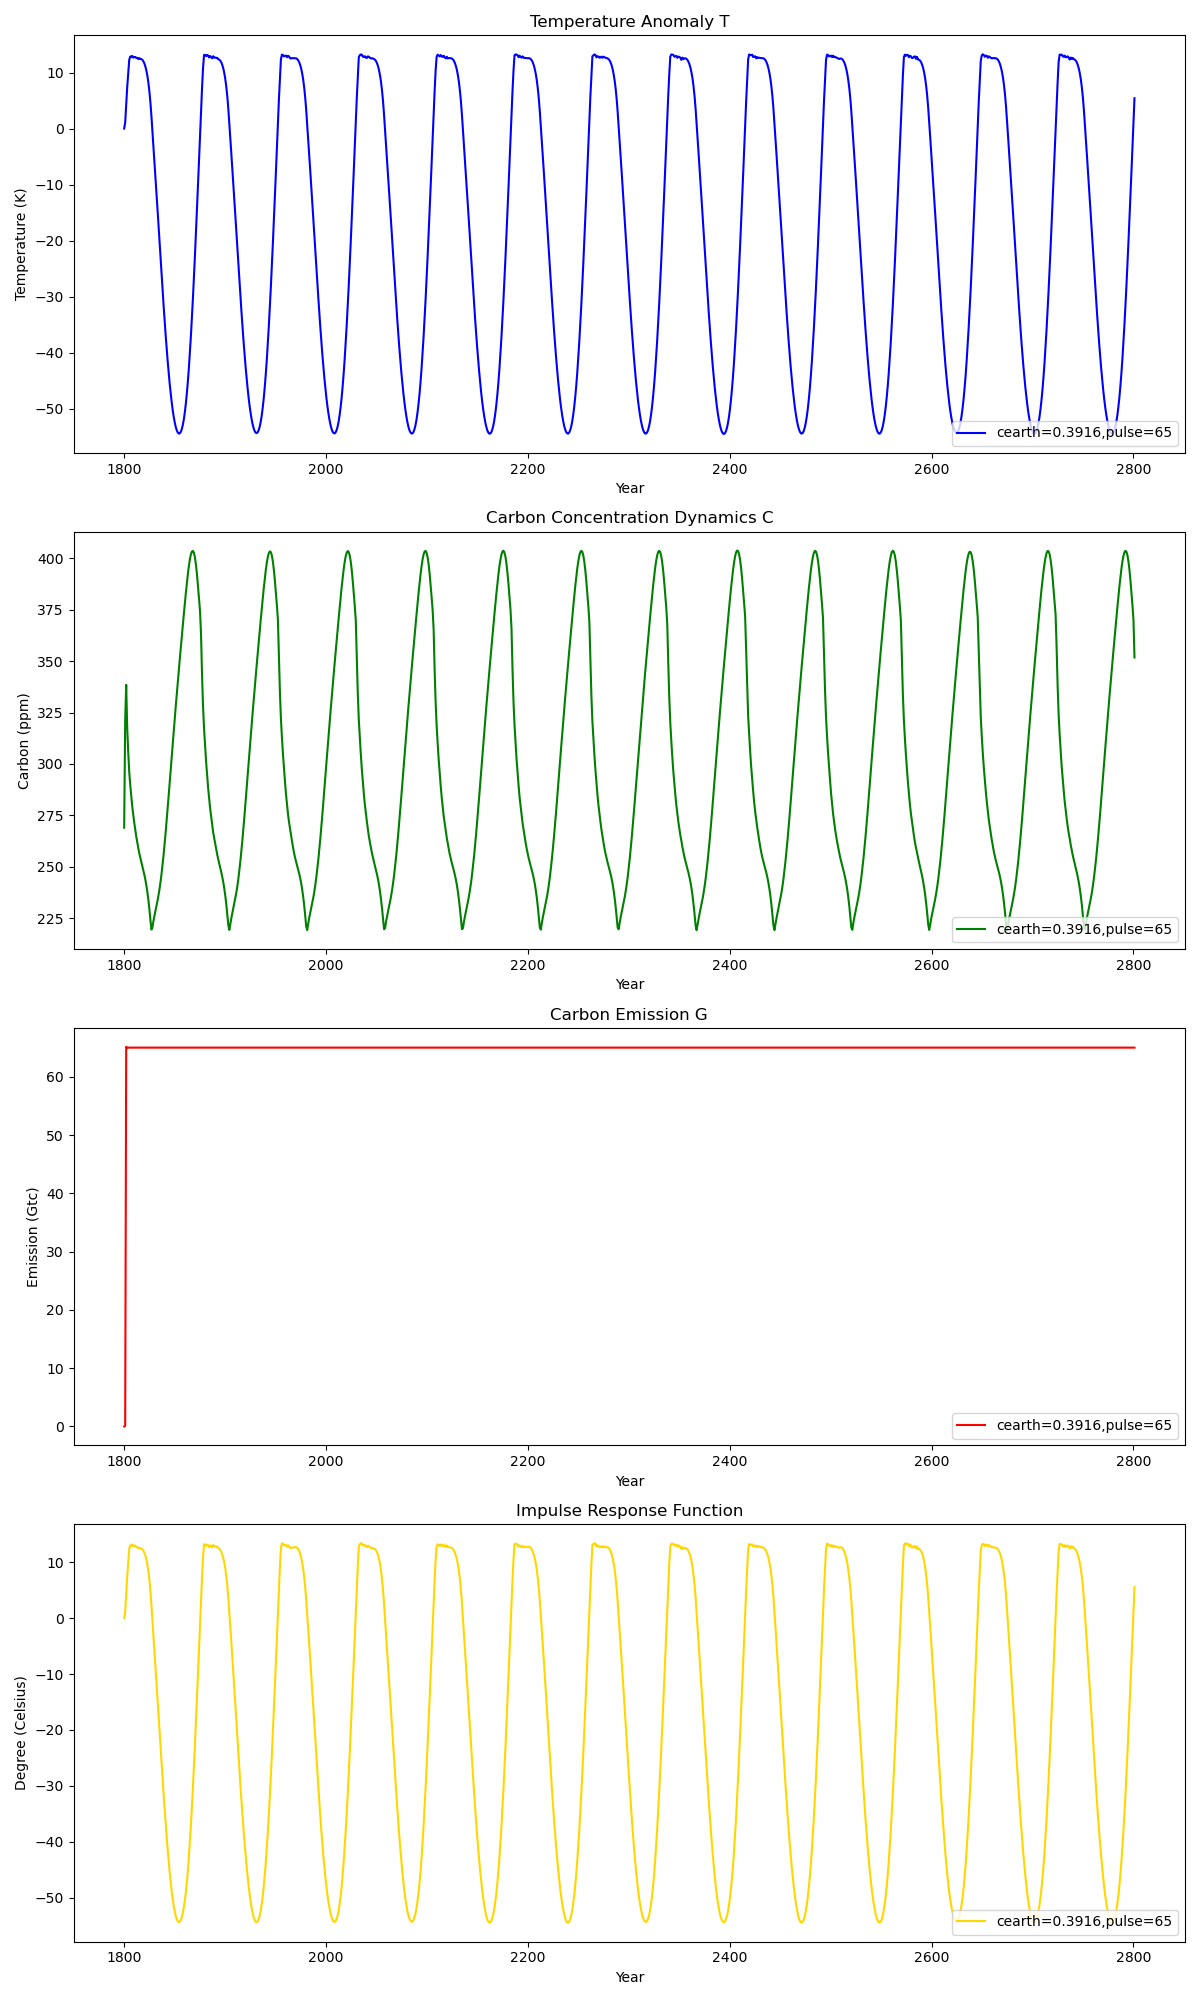 Temperature Anomaly T
Temperature (K)
10
0
−10
−20
−30
−40
−50
cearth=0.3916,pulse=65
1800 2000 2200 2400 2600 2800
Year
Carbon Concentration Dynamics C
Carbon (ppm)
400
375
350
325
300
275
250
225
cearth=0.3916,pulse=65
1800 2000 2200 2400 2600 2800
Year
Carbon Emission G
Emission (Gtc)
60
50
40
30
20
10
0
cearth=0.3916,pulse=65
1800 2000 2200 2400 2600 2800
Year
Impulse Response Function
Degree (Celsius)
10
0
−10
−20
−30
−40
−50
cearth=0.3916,pulse=65
1800 2000 2200 2400 2600 2800
Year